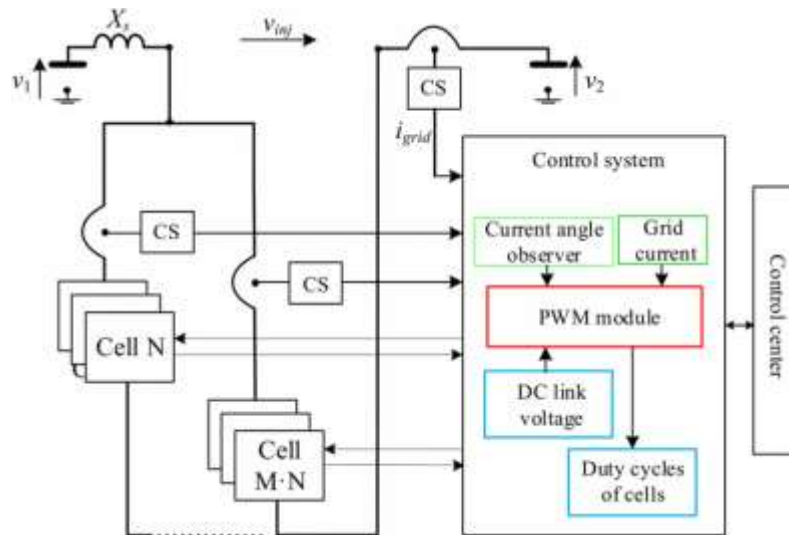 X_s
v_inj
v_1
v_2
CS
i_grid
Control system
CS
Current angle
observer
Grid
current
CS
Cell N
PWM module
Control center
DC link
voltage
Cell
M·N
Duty cycles
of cells